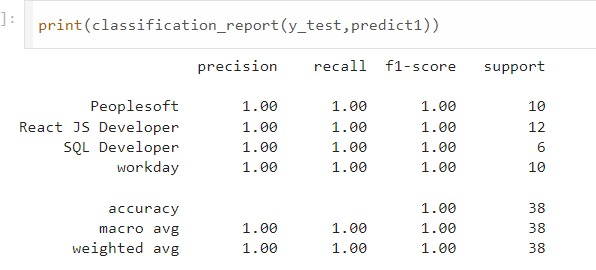 ]: print(classification_report(y_test,predict1))
precision recall f1-score support
Peoplesoft 1.00 1.00 1.00 10
React JS Developer 1.00 1.00 1.00 12
SQL Developer 1.00 1.00 1.00 6
workday 1.00 1.00 1.00 10
accuracy 1.00 38
macro avg 1.00 1.00 1.00 38
weighted avg 1.00 1.00 1.00 38